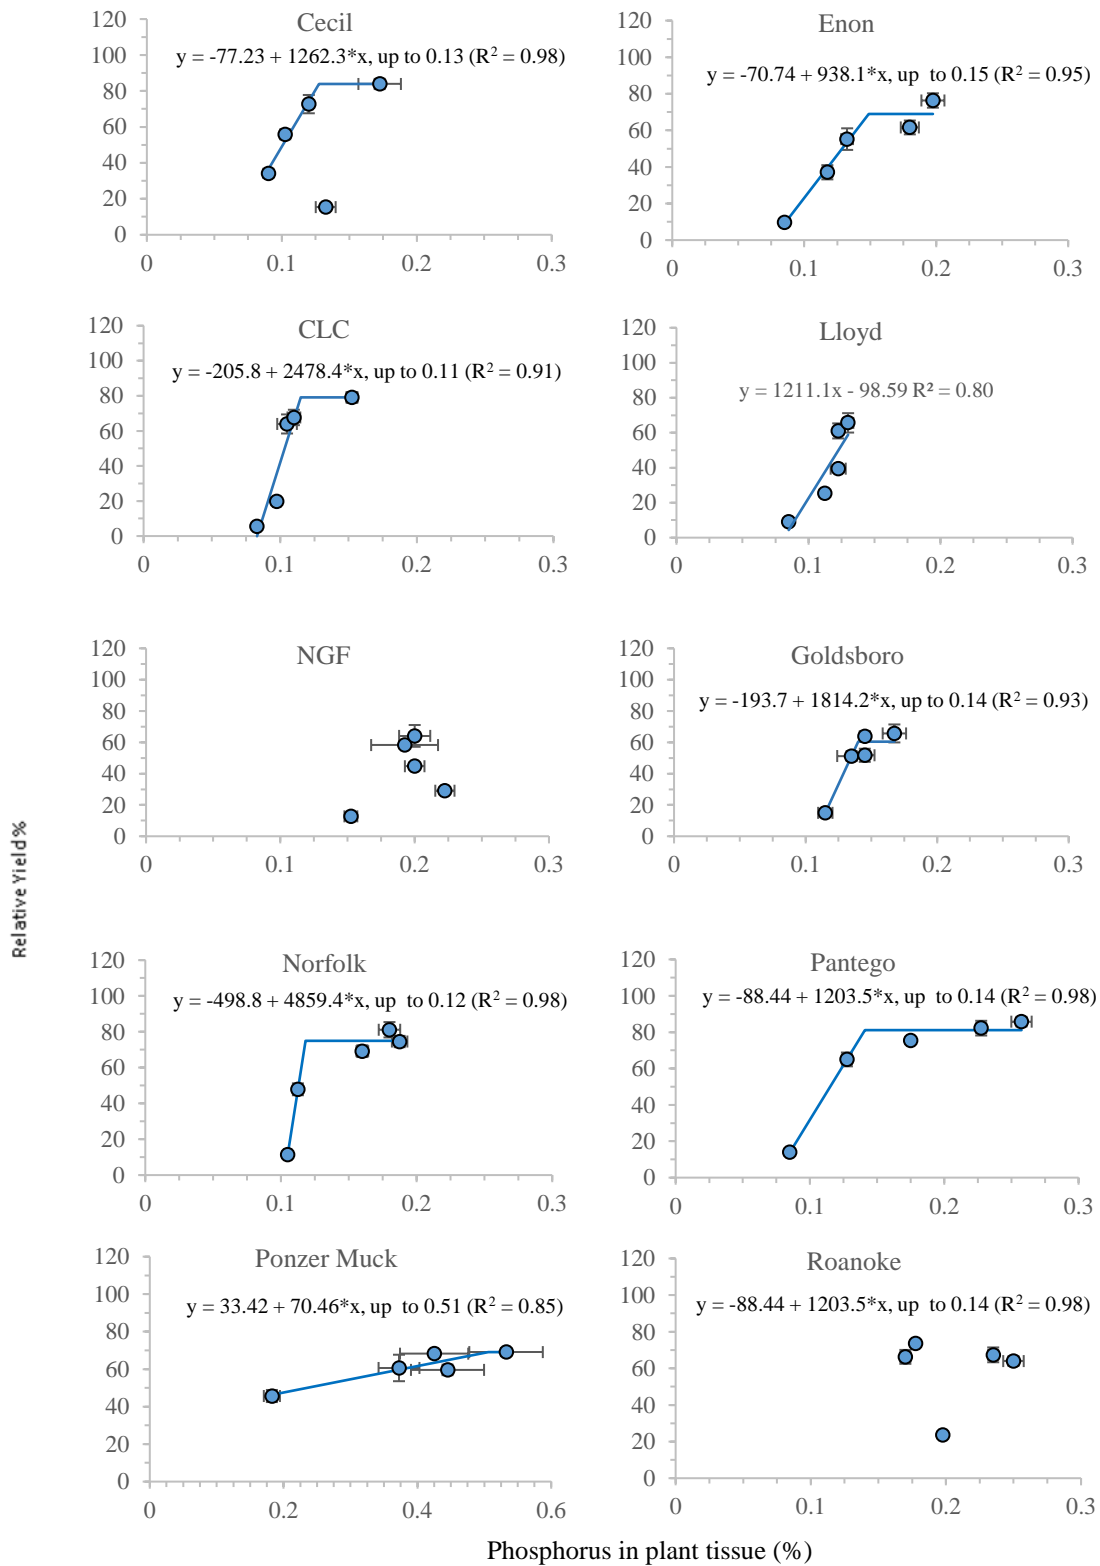 Cecil
y = -77.23 + 1262.3*x, up to 0.13 (R² = 0.98)
120
100
80
60
40
20
0
0 0.1 0.2 0.3
Enon
y = -70.74 + 938.1*x, up to 0.15 (R² = 0.95)
120
100
80
60
40
20
0
0 0.1 0.2 0.3
CLC
y = -205.8 + 2478.4*x, up to 0.11 (R² = 0.91)
120
100
80
60
40
20
0
0 0.1 0.2 0.3
Lloyd
y = 1211.1x - 98.59 R² = 0.80
120
100
80
60
40
20
0
0 0.1 0.2 0.3
NGF
120
100
80
60
40
20
0
0 0.1 0.2 0.3
Goldsboro
y = -193.7 + 1814.2*x, up to 0.14 (R² = 0.93)
120
100
80
60
40
20
0
0 0.1 0.2 0.3
Relative Yield%
Norfolk
y = -498.8 + 4859.4*x, up to 0.12 (R² = 0.98)
120
100
80
60
40
20
0
0 0.1 0.2 0.3
Pantego
y = -88.44 + 1203.5*x, up to 0.14 (R² = 0.98)
120
100
80
60
40
20
0
0 0.1 0.2 0.3
Ponzer Muck
y = 33.42 + 70.46*x, up to 0.51 (R² = 0.85)
120
100
80
60
40
20
0
0 0.2 0.4 0.6
Roanoke
y = -88.44 + 1203.5*x, up to 0.14 (R² = 0.98)
120
100
80
60
40
20
0
0 0.1 0.2 0.3
Phosphorus in plant tissue (%)